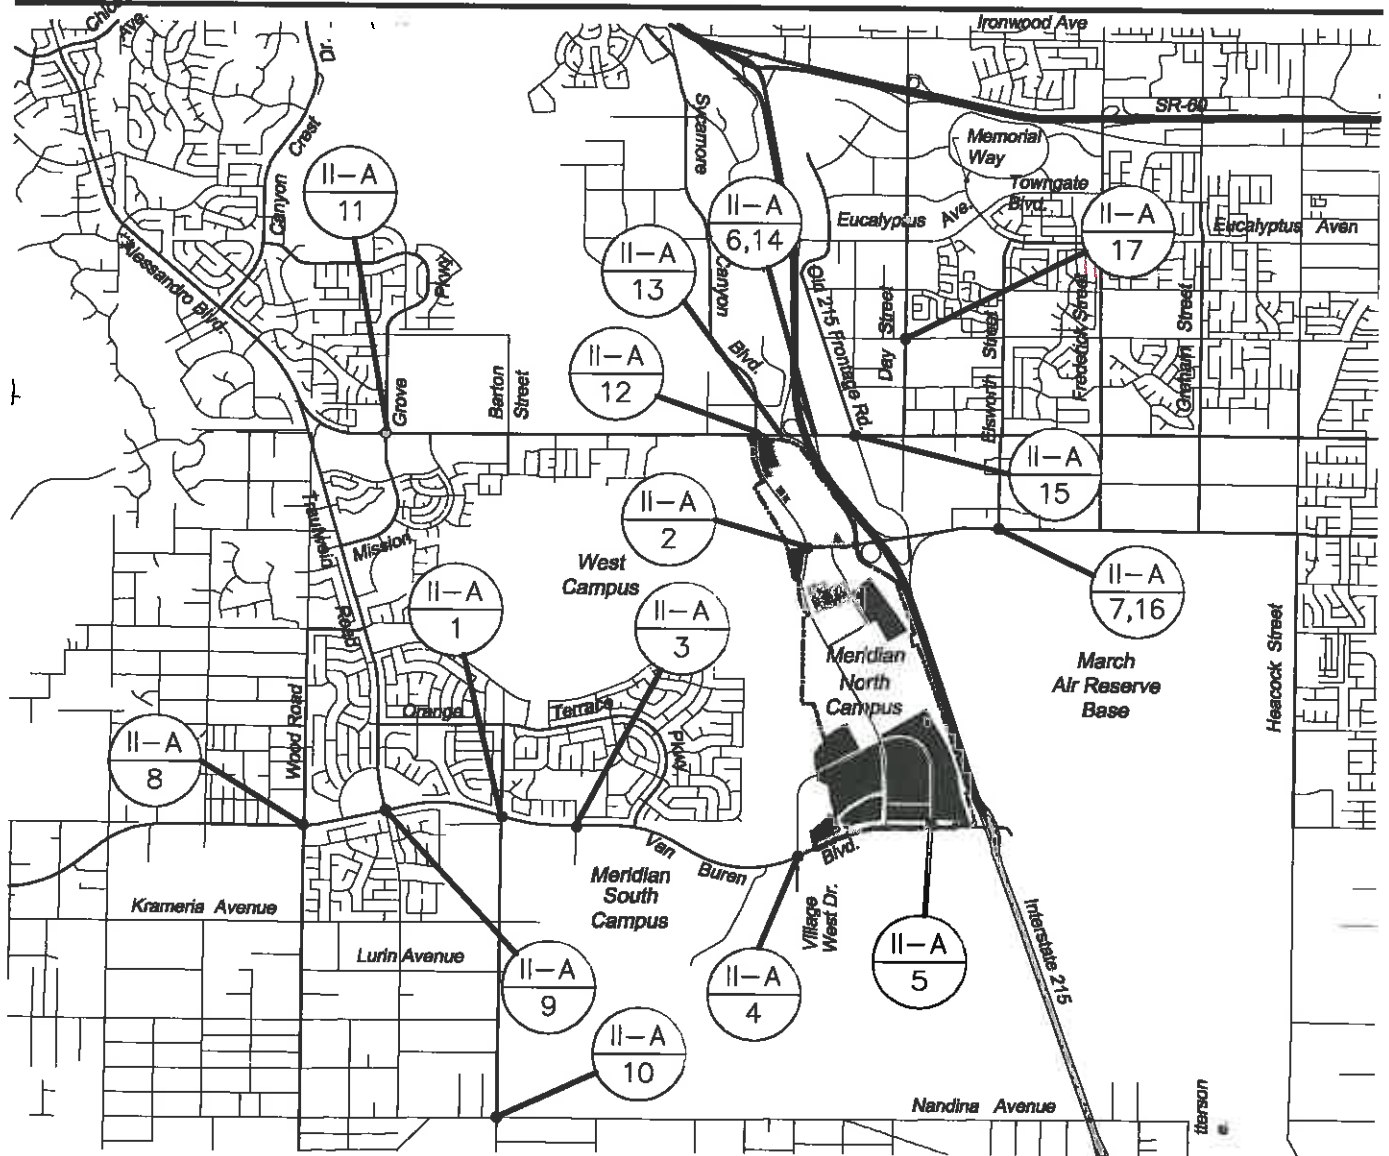 Ave.
Ironwood Ave
Dr.
SR-60
Crest
Sycamore
Memorial
Way
II-A
11
Towngate
Blvd.
Canyon
II-A
6,14
Eucalyptus Ave.
II-A
17
Eucalyptus Aven
II-A
13
Alessandro Blvd.
Pkwy
Canyon
Old 215 Frontage Rd.
Day Street
Elsworth Street
Frederick Street
Graham Street
II-A
12
Blvd.
Grove
Barton
Street
II-A
15
Trautwein Road
Mission
II-A
2
West
Campus
II-A
7,16
II-A
1
II-A
3
Heacock Street
March
Air Reserve
Base
Meridian
North
Campus
Wood Road
Orange Terrace
Pkwy
II-A
8
Van Buren Blvd.
Meridian
South
Campus
Krameria Avenue
Village
West Dr.
Lurin Avenue
II-A
9
II-A
4
II-A
5
Interstate 215
II-A
10
Nandina Avenue
tterson